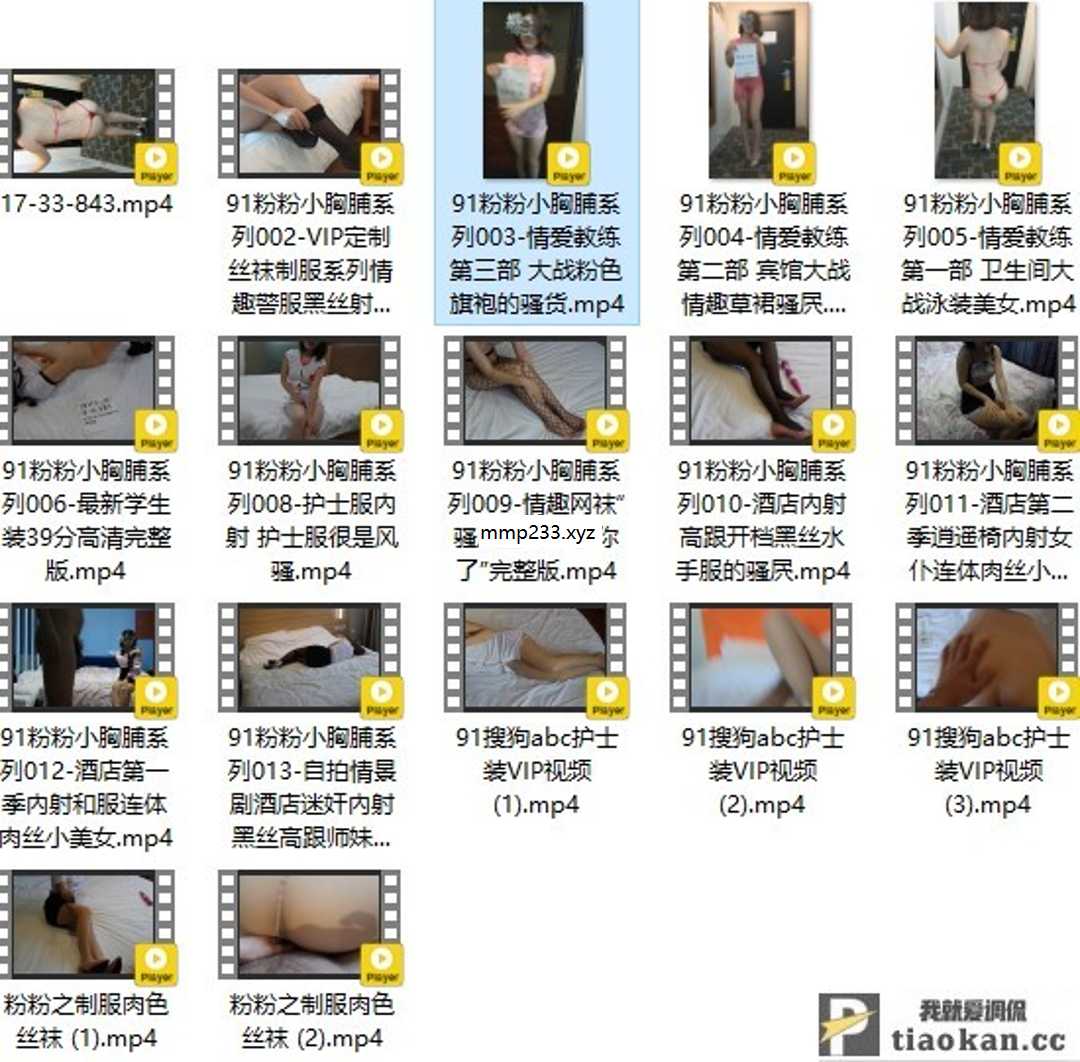 17-33-843.mp4
91粉粉小胸脯系
列002-VIP定制
丝袜制服系列情
趣警服黑丝射...
91粉粉小胸脯系
列003-情爱教练
第三部 大战粉色
旗袍的骚货.mp4
91粉粉小胸脯系
列004-情爱教练
第二部 宾馆大战
情趣草裙骚屄....
91粉粉小胸脯系
列005-情爱教练
第一部 卫生间大
战泳装美女.mp4
91粉粉小胸脯系
列006-最新学生
装39分高清完整
版.mp4
91粉粉小胸脯系
列008-护士服内
射 护士服很是风
骚.mp4
91粉粉小胸脯系
列009-情趣网袜“
骚
mmp233.xyz
了”完整版.mp4
91粉粉小胸脯系
列010-酒店内射
高跟开档黑丝水
手服的骚屄.mp4
91粉粉小胸脯系
列011-酒店第二
季逍遥椅内射女
仆连体肉丝小...
91粉粉小胸脯系
列012-酒店第一
季内射和服连体
肉丝小美女.mp4
91粉粉小胸脯系
列013-自拍情景
剧酒店迷奸内射
黑丝高跟师妹...
91搜狗abc护士
装VIP视频
(1).mp4
91搜狗abc护士
装VIP视频
(2).mp4
91搜狗abc护士
装VIP视频
(3).mp4
粉粉之制服肉色
丝袜 (1).mp4
粉粉之制服肉色
丝袜 (2).mp4
我就爱调侃
tiaokan.cc